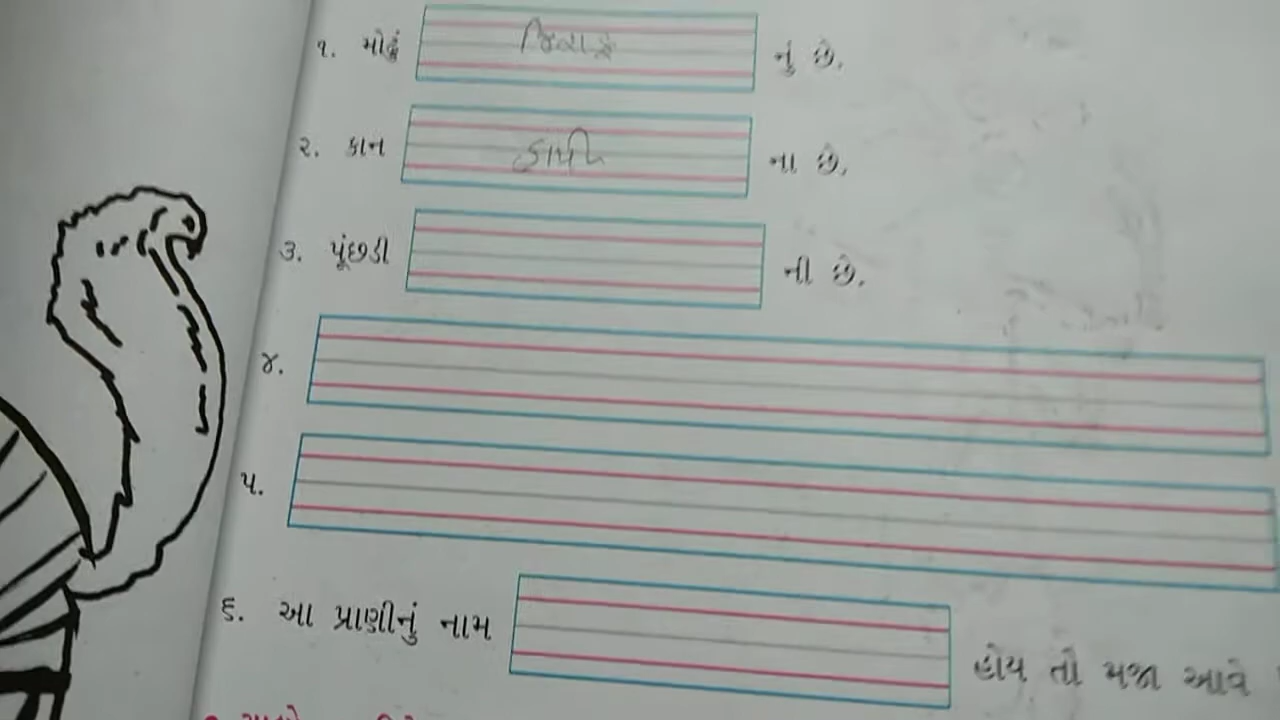 ૧. મોઢું જિરાફ નું છે.
૨. કાન હાથી ના છે.
૩. પૂંછડી ની છે.
૪.
૫.
૬. આ પ્રાણીનું નામ હોય તો મજા આવે